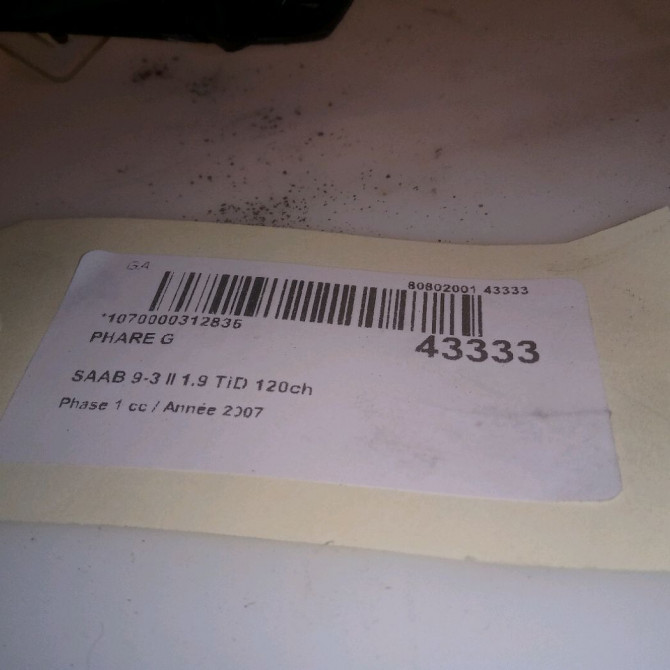 GA
80802001 43333
*1070000312835
PHARE G
43333
SAAB 9-3 II 1.9 TiD 120ch
Phase 1 cc / Année 2007